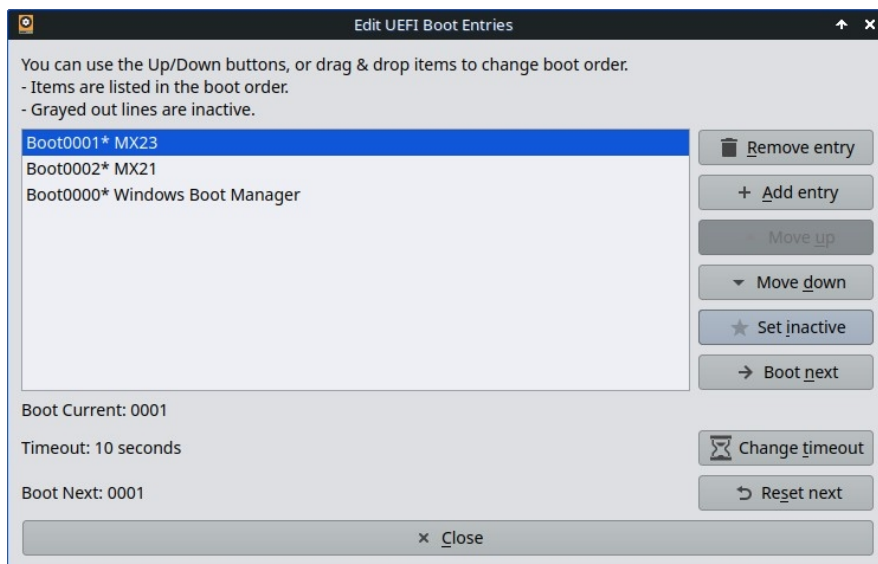 Edit UEFI Boot Entries
You can use the Up/Down buttons, or drag & drop items to change boot order.
- Items are listed in the boot order.
- Grayed out lines are inactive.
Boot0001* MX23
Boot0002* MX21
Boot0000* Windows Boot Manager
Remove entry
+ Add entry
Move up
Move down
Set inactive
Boot next
Boot Current: 0001
Timeout: 10 seconds
Change timeout
Boot Next: 0001
Reset next
Close